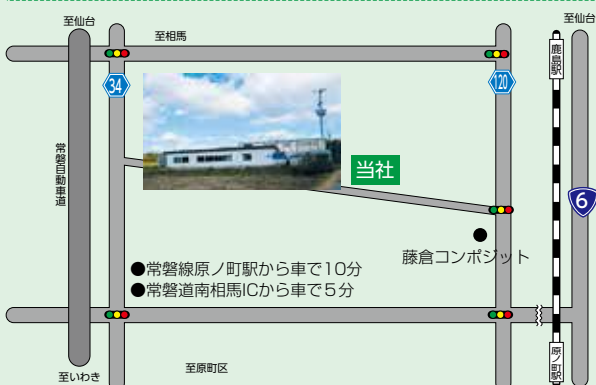 至仙台
至相馬
至仙台
鹿島駅
34
120
常磐自動車道
当社
6
藤倉コンポジット
●常磐線原ノ町駅から車で10分
●常磐道南相馬ICから車で5分
原ノ町駅
至いわき
至原町区